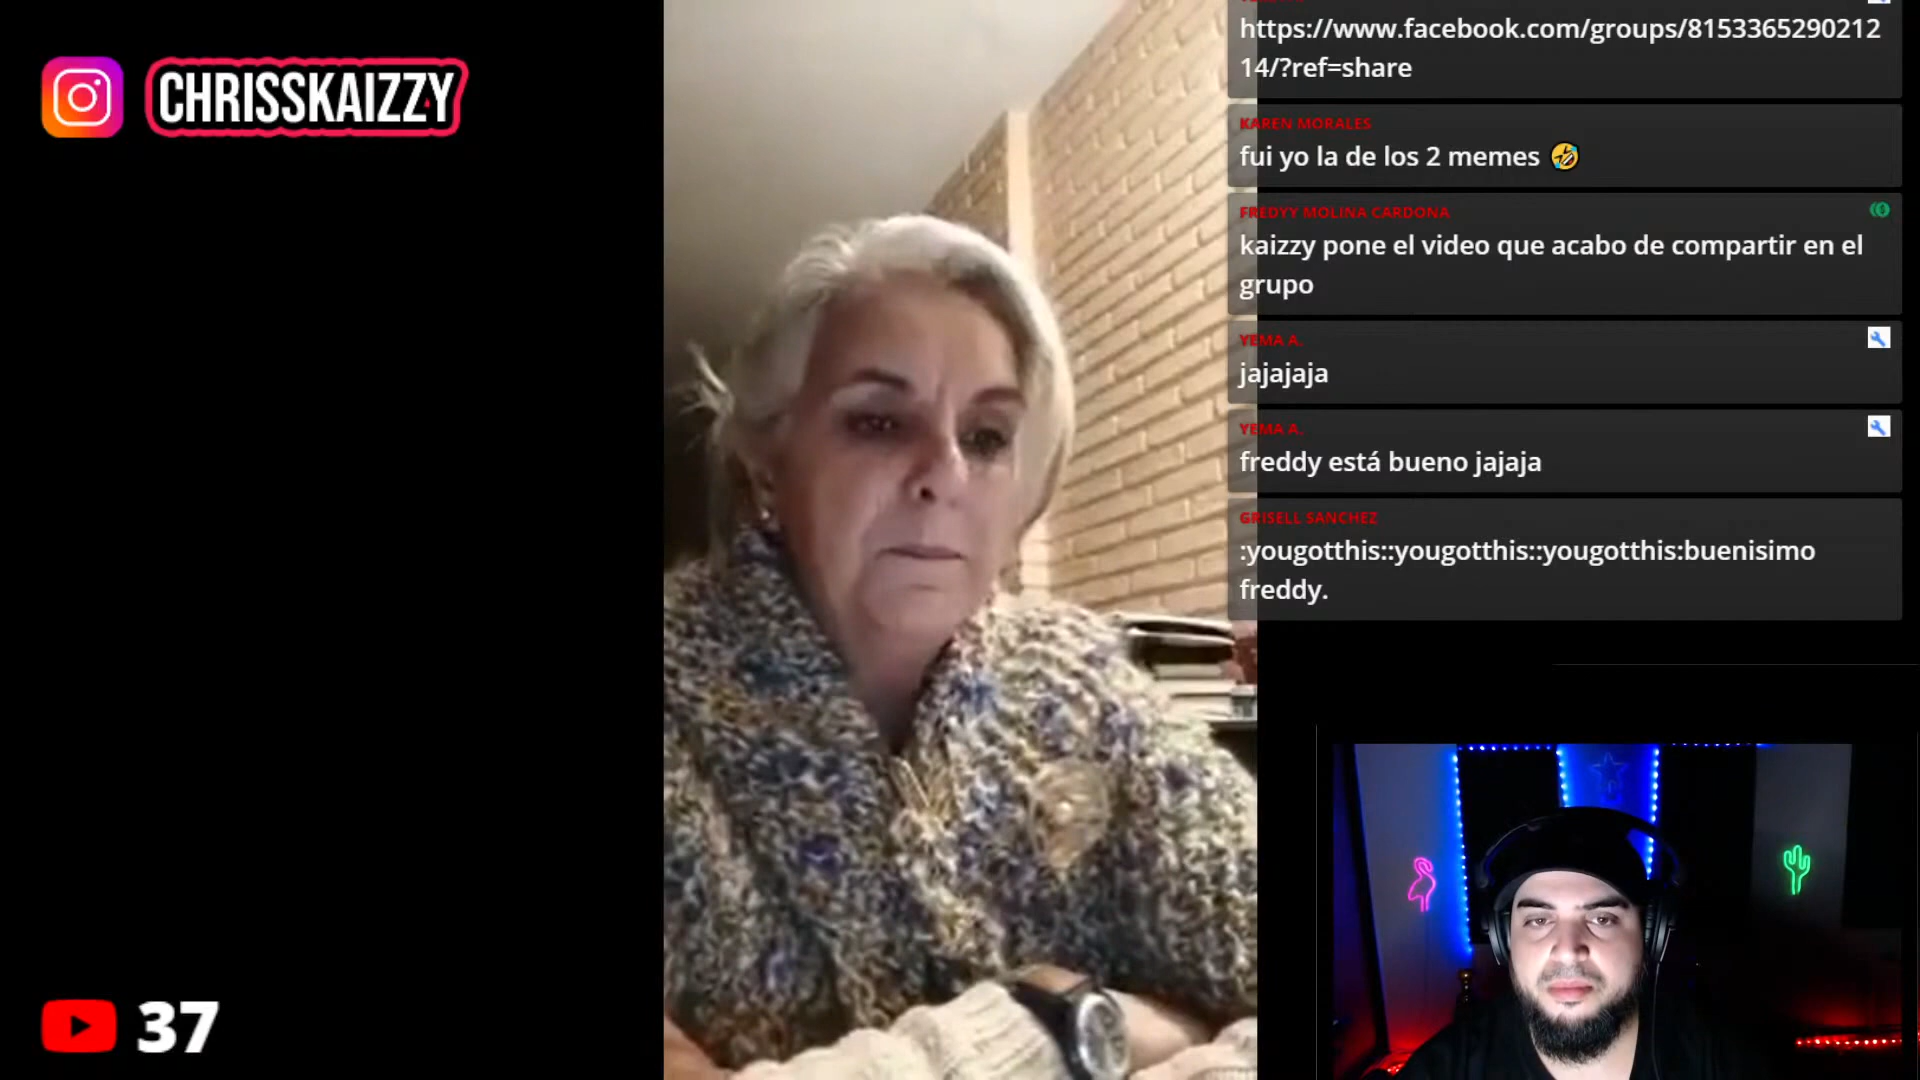 CHRISSKAIZZY
https://www.facebook.com/groups/8153365290212
14/?ref=share
KAREN MORALES
fui yo la de los 2 memes 🤣
FREDYY MOLINA CARDONA
kaizzy pone el video que acabo de compartir en el
grupo
YEMA A.
jajajaja
YEMA A.
freddy está bueno jajaja
GRISELL SANCHEZ
:yougotthis::yougotthis::yougotthis:buenisimo
freddy.
37